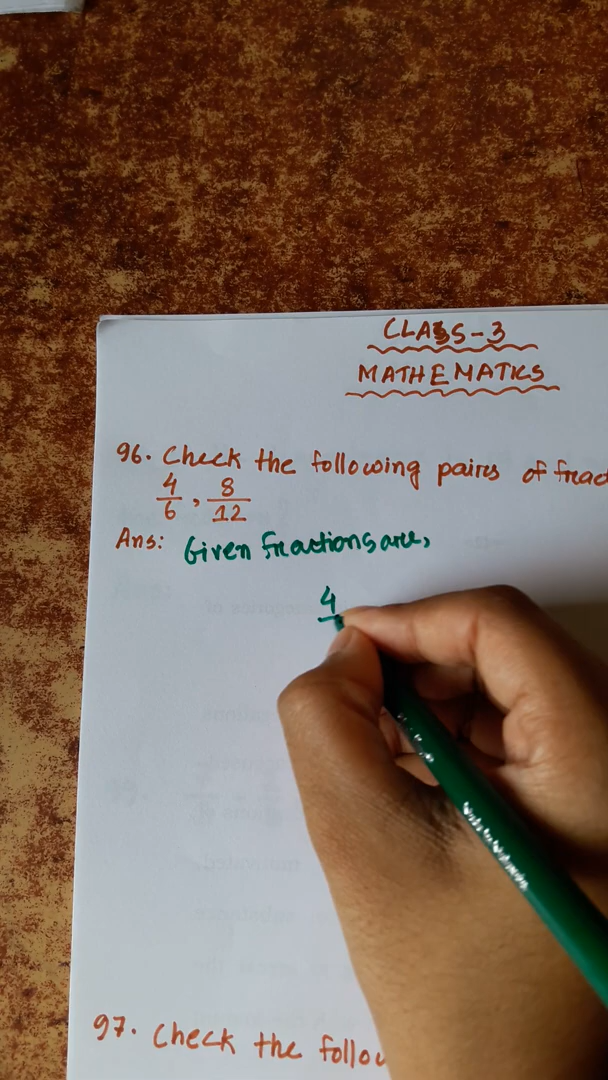 CLASS-3
MATHEMATICS
96. Check the following pairs of frac
4/6, 8/12
Ans: Given fractions are,
4
97. Check the follow